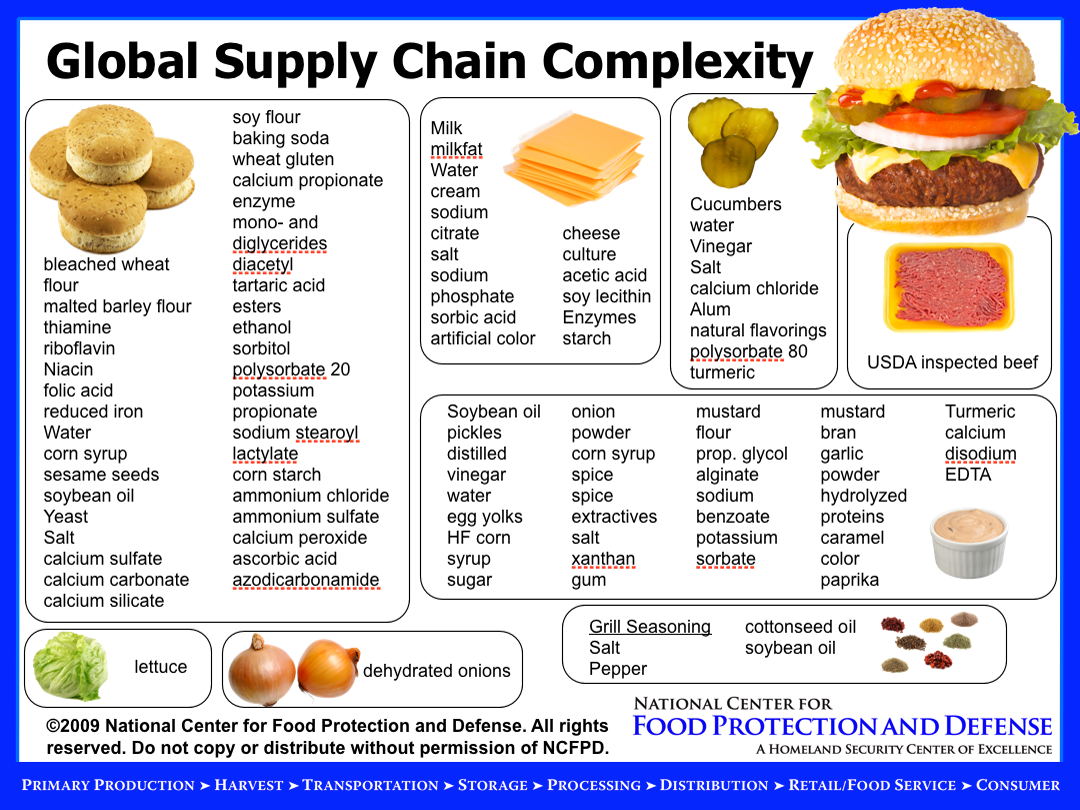 Global Supply Chain Complexity
bleached wheat
flour
malted barley flour
thiamine
riboflavin
Niacin
folic acid
reduced iron
Water
corn syrup
sesame seeds
soybean oil
Yeast
Salt
calcium sulfate
calcium carbonate
calcium silicate
soy flour
baking soda
wheat gluten
calcium propionate
enzyme
mono- and
diglycerides
diacetyl
tartaric acid
esters
ethanol
sorbitol
polysorbate 20
potassium
propionate
sodium stearoyl
lactylate
corn starch
ammonium chloride
ammonium sulfate
calcium peroxide
ascorbic acid
azodicarbonamide
Milk
milkfat
Water
cream
sodium
citrate
salt
sodium
phosphate
sorbic acid
artificial color
cheese
culture
acetic acid
soy lecithin
Enzymes
starch
Cucumbers
water
Vinegar
Salt
calcium chloride
Alum
natural flavorings
polysorbate 80
turmeric
USDA inspected beef
Soybean oil
pickles
distilled
vinegar
water
egg yolks
HF corn
syrup
sugar
onion
powder
corn syrup
spice
spice
extractives
salt
xanthan
gum
mustard
flour
prop. glycol
alginate
sodium
benzoate
potassium
sorbate
mustard
bran
garlic
powder
hydrolyzed
proteins
caramel
color
paprika
Turmeric
calcium
disodium
EDTA
lettuce
dehydrated onions
Grill Seasoning
Salt
Pepper
cottonseed oil
soybean oil
©2009 National Center for Food Protection and Defense. All rights
reserved. Do not copy or distribute without permission of NCFPD.
NATIONAL CENTER FOR
FOOD PROTECTION AND DEFENSE
A HOMELAND SECURITY CENTER OF EXCELLENCE
PRIMARY PRODUCTION ➤ HARVEST ➤ TRANSPORTATION ➤ STORAGE ➤ PROCESSING ➤ DISTRIBUTION ➤ RETAIL/FOOD SERVICE ➤ CONSUMER